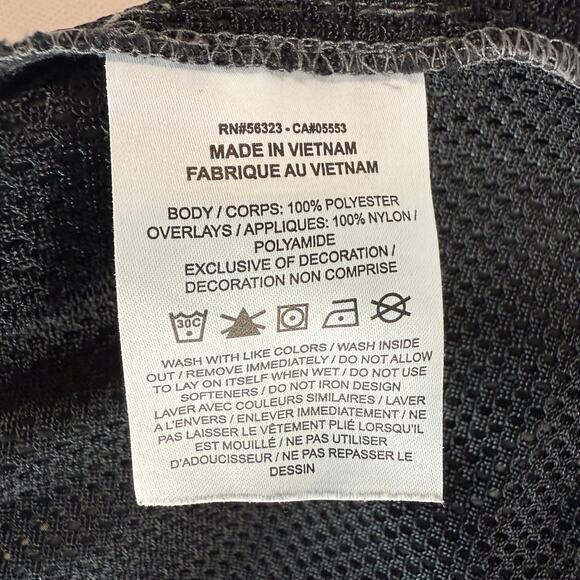 RN#56323 - CA#05553
MADE IN VIETNAM
FABRIQUE AU VIETNAM
BODY / CORPS: 100% POLYESTER
OVERLAYS / APPLIQUES: 100% NYLON /
POLYAMIDE
EXCLUSIVE OF DECORATION /
DECORATION NON COMPRISE
30C
WASH WITH LIKE COLORS / WASH INSIDE
OUT / REMOVE IMMEDIATELY / DO NOT ALLOW
TO LAY ON ITSELF WHEN WET / DO NOT USE
SOFTENERS / DO NOT IRON DESIGN
LAVER AVEC COULEURS SIMILAIRES / LAVER
A L'ENVERS / ENLEVER IMMEDIATEMENT / NE
PAS LAISSER LE VÊTEMENT PLIÉ LORSQU'IL
EST MOUILLÉ / NE PAS UTILISER
D'ADOUCISSEUR / NE PAS REPASSER LE
DESSIN